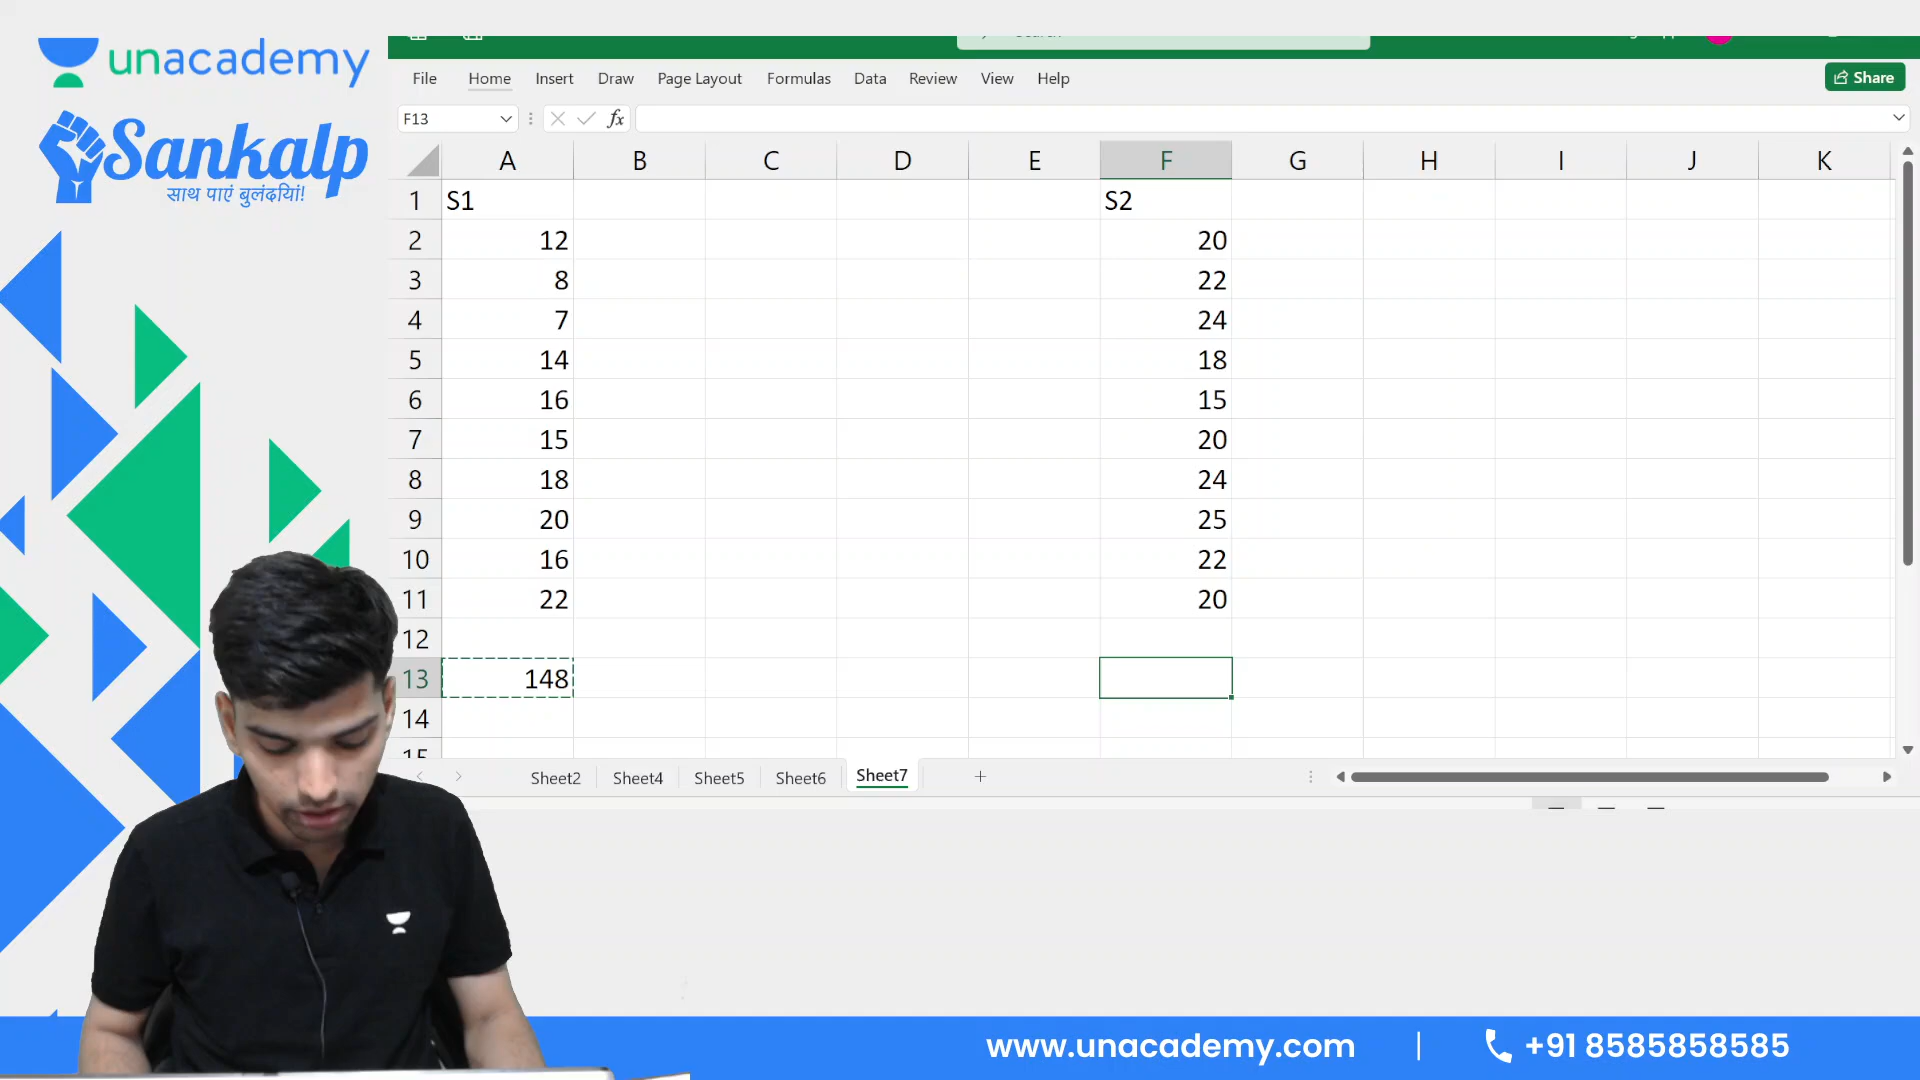 unacademy
Sankalp
साथ पाएं बुलंदियां!
File Home Insert Draw Page Layout Formulas Data Review View Help Share
F13 fx
A B C D E F G H I J K
1 S1 S2
2 12 20
3 8 22
4 7 24
5 14 18
6 16 15
7 15 20
8 18 24
9 20 25
10 16 22
11 22 20
12
13 148
14
15
Sheet2 Sheet4 Sheet5 Sheet6 Sheet7 +
www.unacademy.com | +91 8585858585